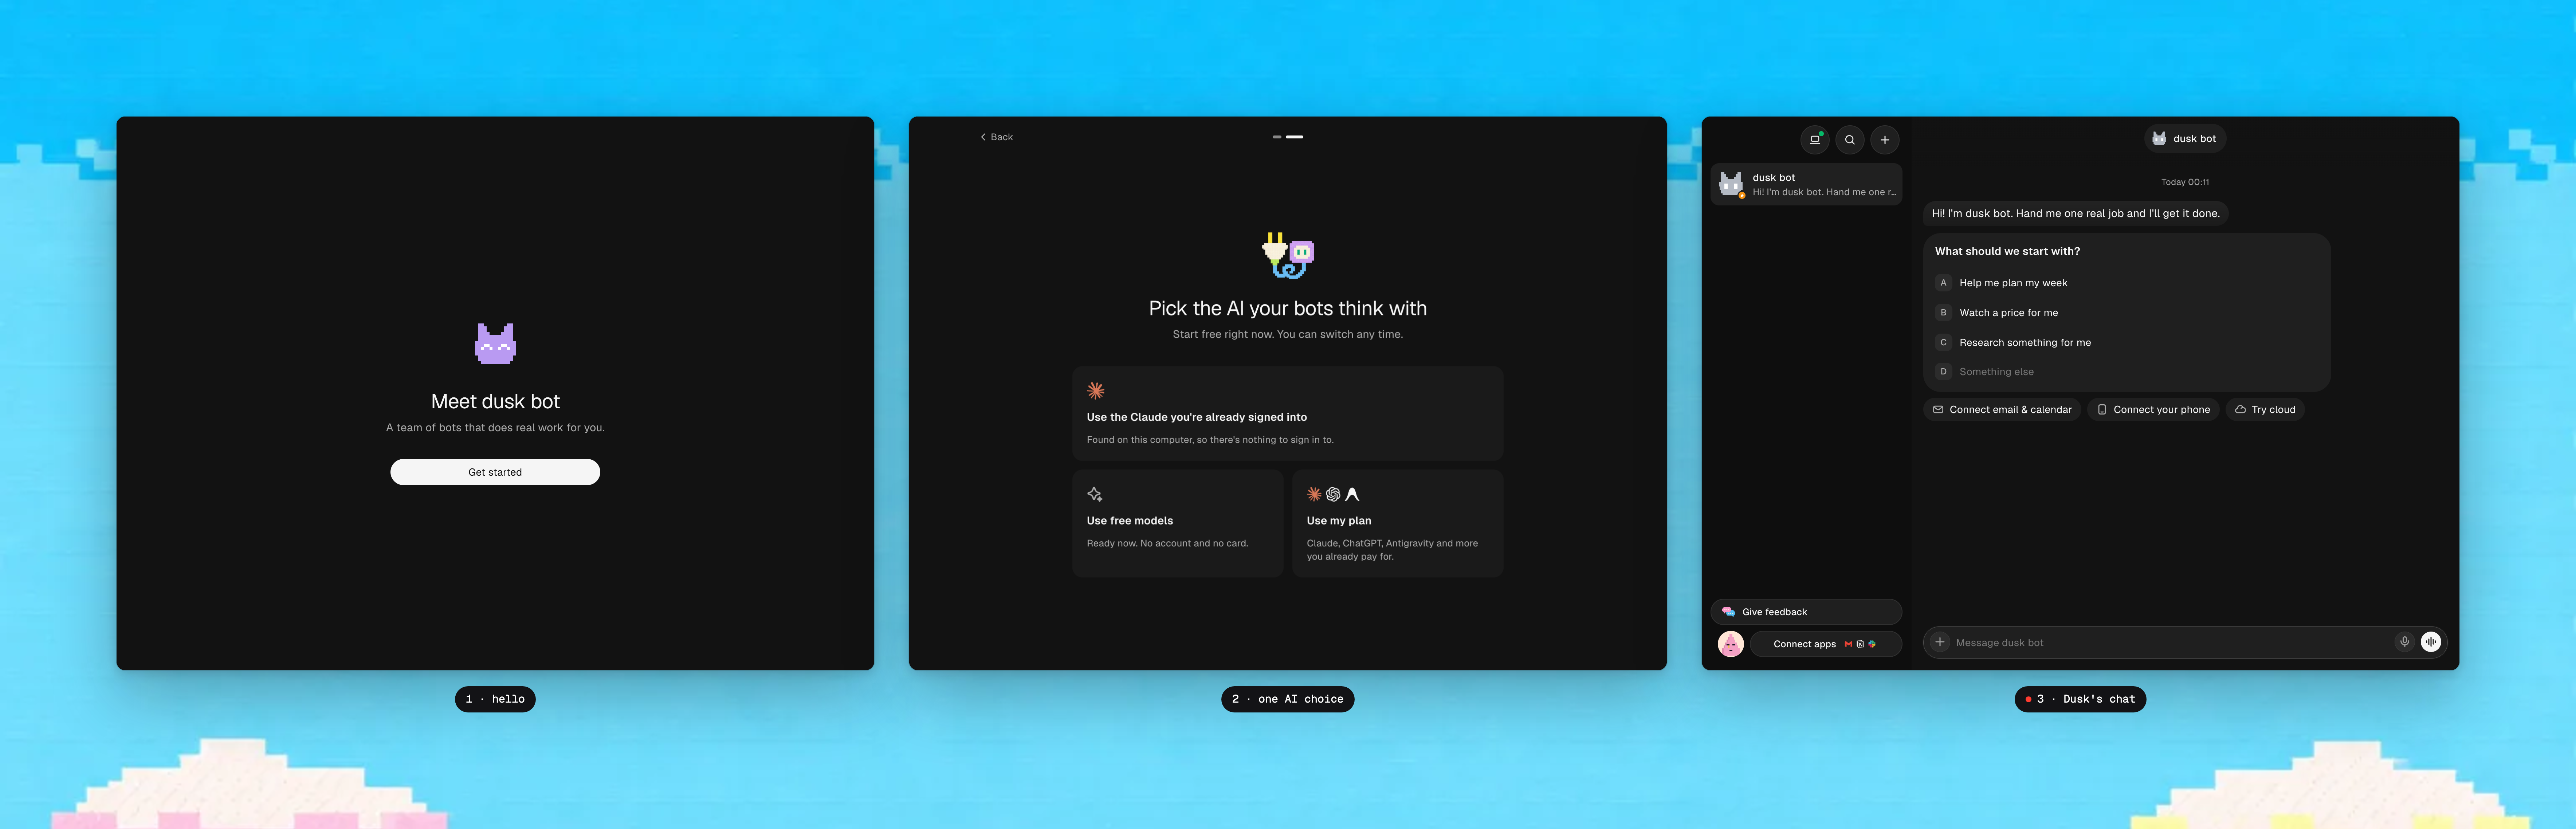 Meet dusk bot
A team of bots that does real work for you.
Get started
1 · hello
Back
Pick the AI your bots think with
Start free right now. You can switch any time.
Use the Claude you're already signed into
Found on this computer, so there's nothing to sign in to.
Use free models
Ready now. No account and no card.
Use my plan
Claude, ChatGPT, Antigravity and more
you already pay for.
2 · one AI choice
dusk bot
Hi! I'm dusk bot. Hand me one r...
Give feedback
Connect apps
dusk bot
Today 00:11
Hi! I'm dusk bot. Hand me one real job and I'll get it done.
What should we start with?
A Help me plan my week
B Watch a price for me
C Research something for me
D Something else
Connect email & calendar Connect your phone Try cloud
Message dusk bot
3 · Dusk's chat